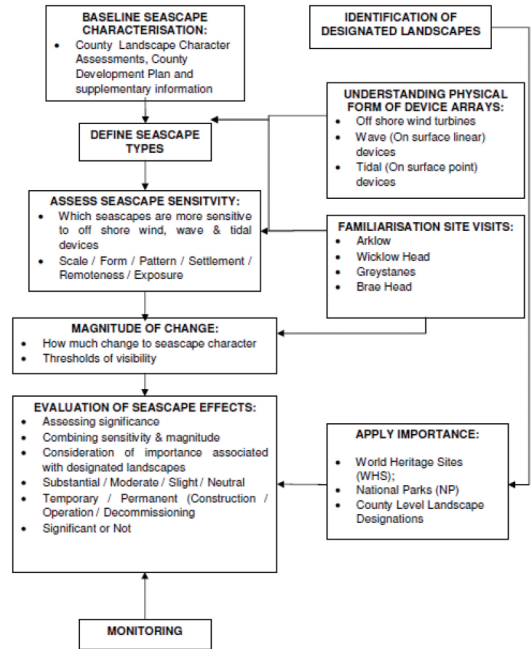 BASELINE SEASCAPE
CHARACTERISATION:
• County Landscape Character
Assessments, County
Development Plan and
supplementary information
IDENTIFICATION OF
DESIGNATED LANDSCAPES
UNDERSTANDING PHYSICAL
FORM OF DEVICE ARRAYS:
• Off shore wind turbines
• Wave (On surface linear)
devices
• Tidal (On surface point)
devices
DEFINE SEASCAPE
TYPES
ASSESS SEASCAPE SENSITVITY:
• Which seascapes are more sensitive
to off shore wind, wave & tidal
devices
• Scale / Form / Pattern / Settlement /
Remoteness / Exposure
FAMILIARISATION SITE VISITS:
• Arklow
• Wicklow Head
• Greystanes
• Brae Head
MAGNITUDE OF CHANGE:
• How much change to seascape character
• Thresholds of visibility
EVALUATION OF SEASCAPE EFFECTS:
• Assessing significance
• Combining sensitivity & magnitude
• Consideration of importance associated
with designated landscapes
• Substantial / Moderate / Slight / Neutral
• Temporary / Permanent (Construction /
Operation / Decommissioning
• Significant or Not
APPLY IMPORTANCE:
• World Heritage Sites
(WHS);
• National Parks (NP)
• County Level Landscape
Designations
MONITORING